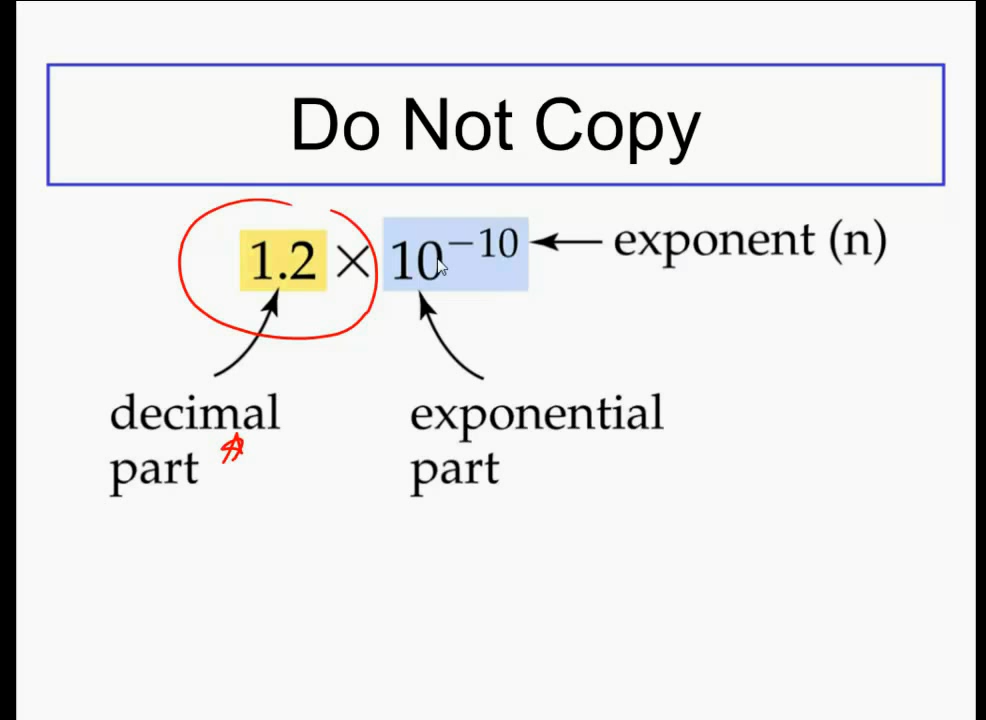 Do Not Copy
1.2 × 10⁻¹⁰ exponent (n)
decimal part
exponential part